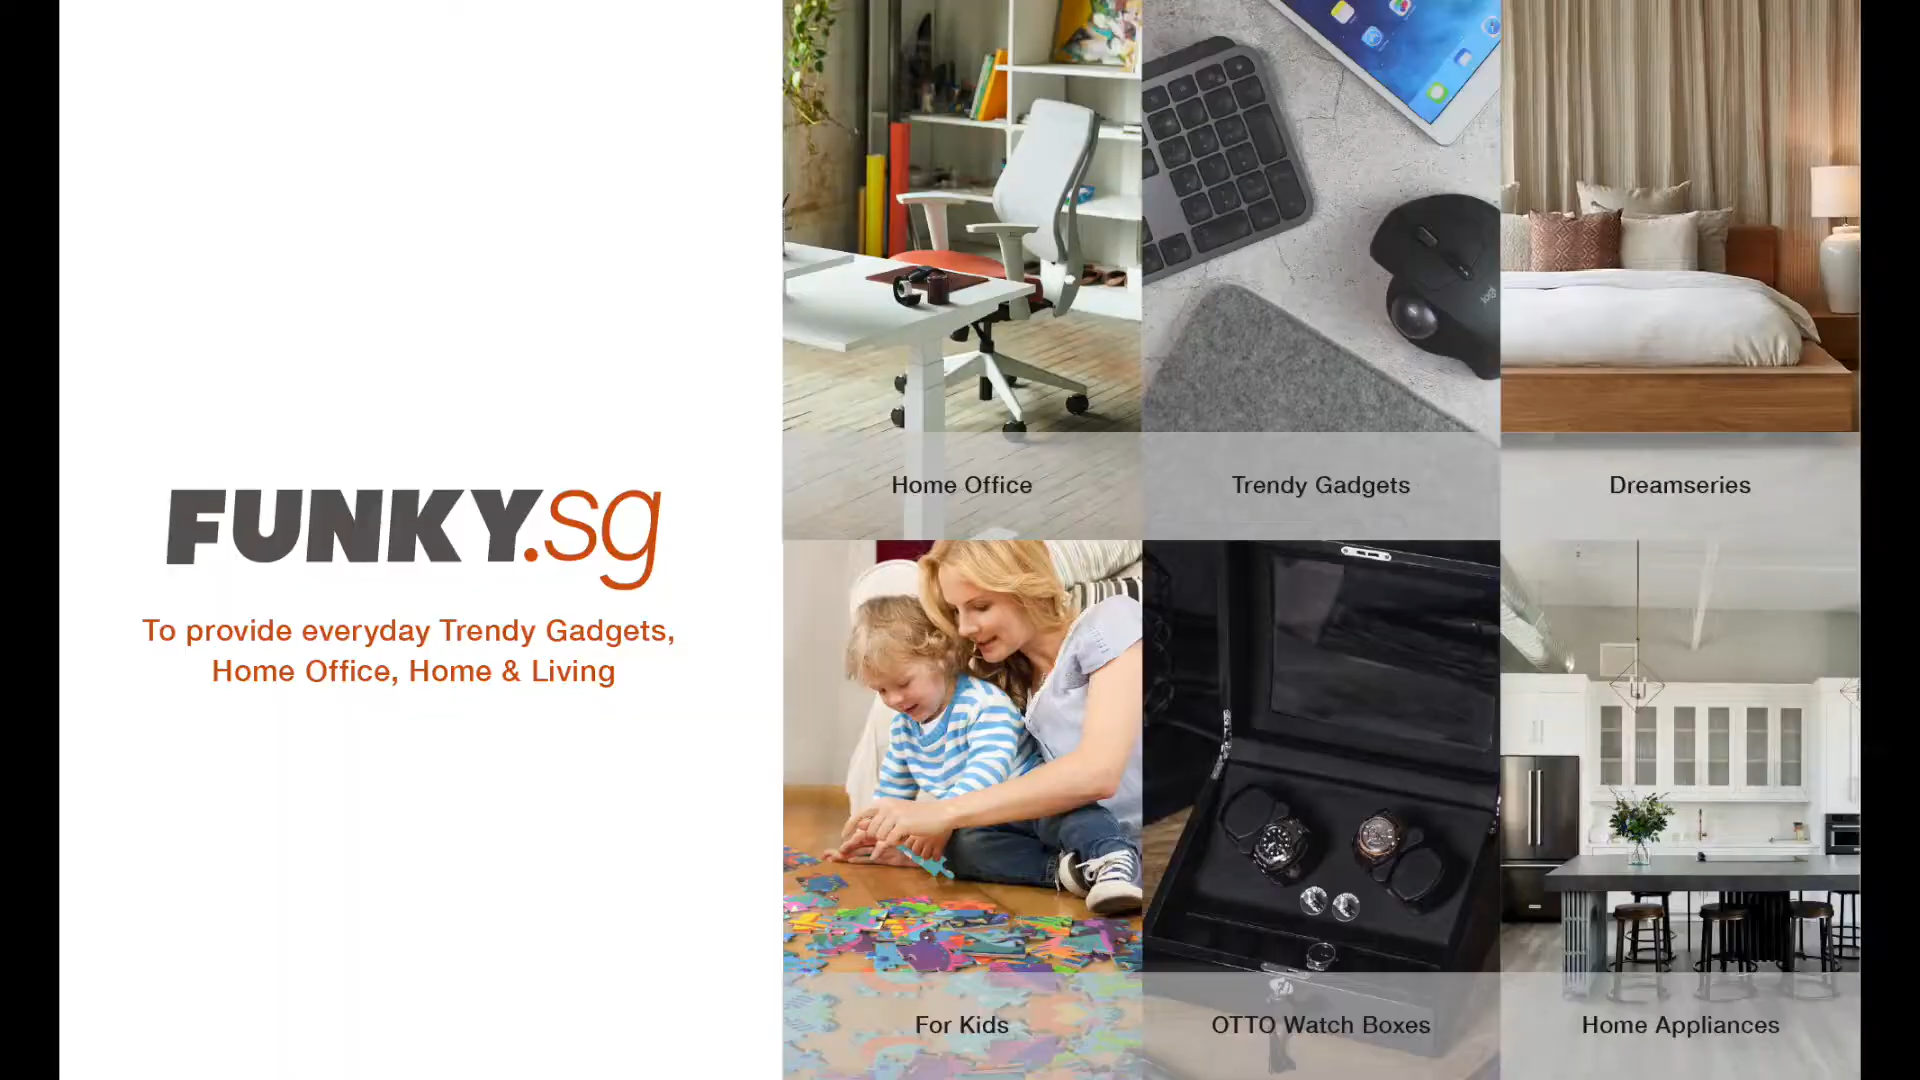 FUNKY.sg
To provide everyday Trendy Gadgets,
Home Office, Home & Living
Home Office
Trendy Gadgets
Dreamseries
For Kids
OTTO Watch Boxes
Home Appliances
logi